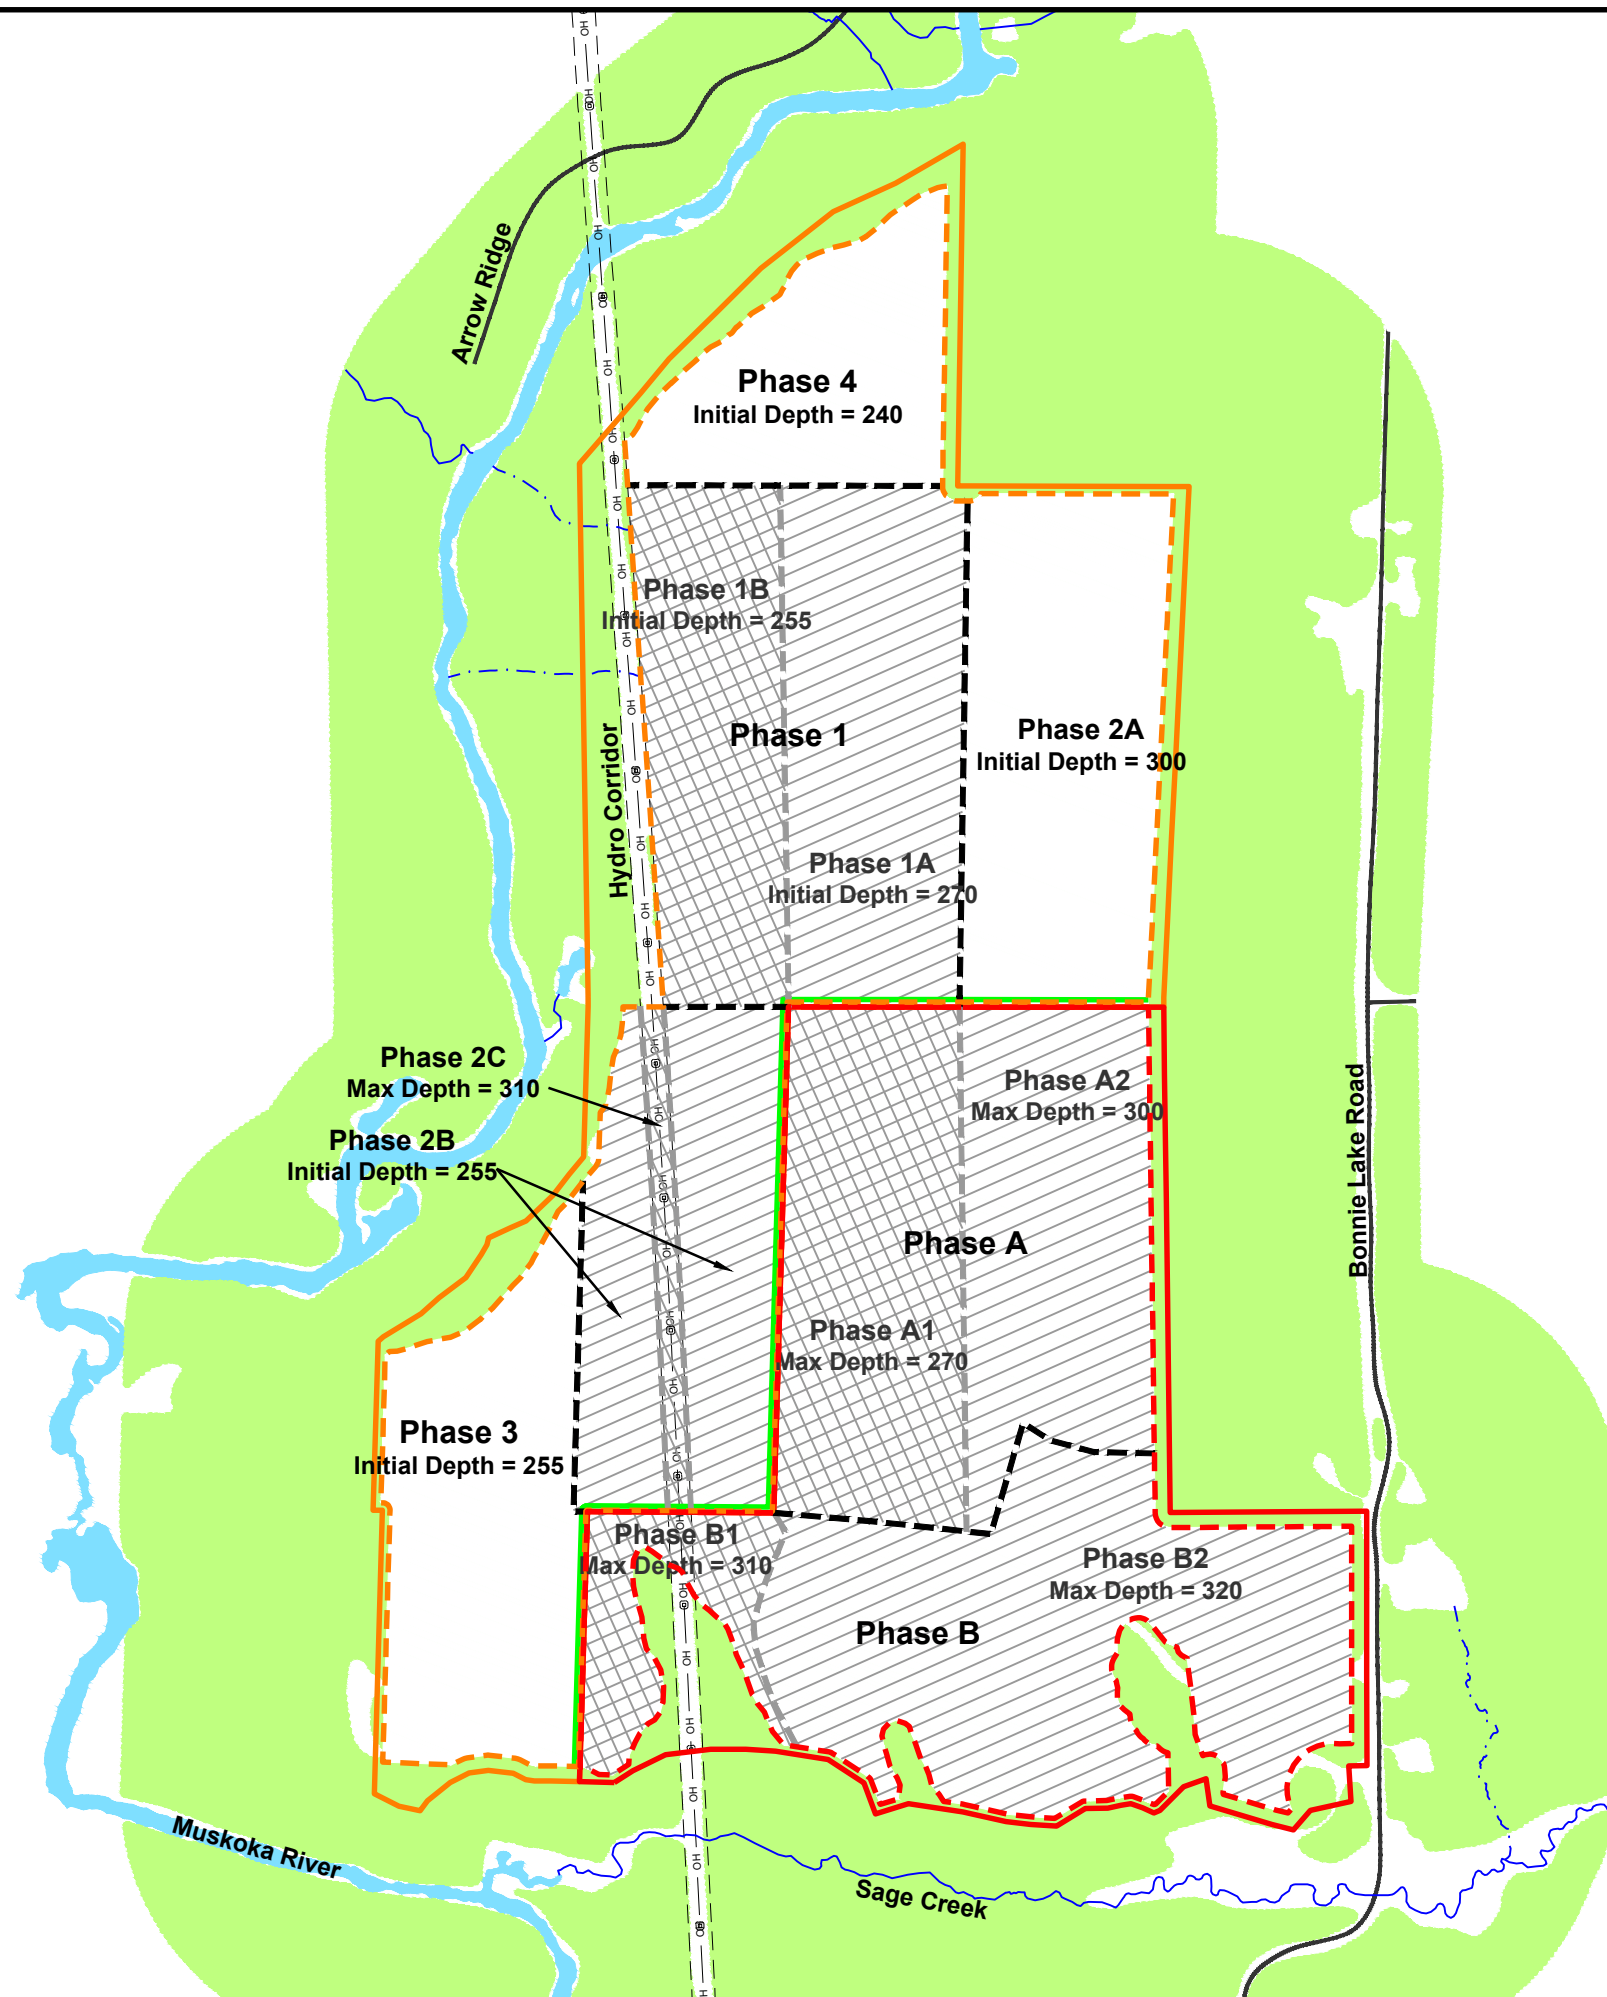 Arrow Ridge
Phase 4
Initial Depth = 240
Phase 1B
Initial Depth = 255
Phase 1
Phase 2A
Initial Depth = 300
Hydro Corridor
Phase 1A
Initial Depth = 270
Phase 2C
Max Depth = 310
Phase 2B
Initial Depth = 255
Phase A2
Max Depth = 300
Bonnie Lake Road
Phase A
Phase A1
Max Depth = 270
Phase 3
Initial Depth = 255
Phase B1
Max Depth = 310
Phase B2
Max Depth = 320
Phase B
Muskoka River
Sage Creek